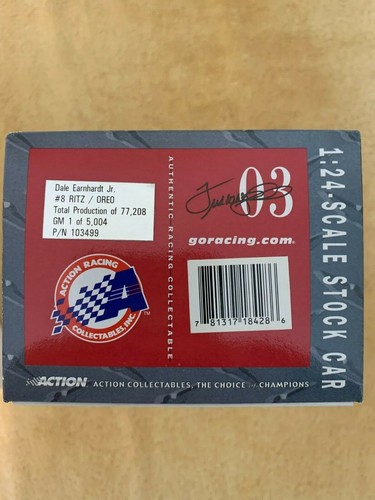 Dale Earnhardt Jr.
#8 RITZ / OREO
Total Production of 77,208
GM 1 of 5,004
P/N 103499
ACTION RACING
COLLECTABLES, INC.
TM
AUTHENTIC RACING COLLECTABLE
03
goracing.com
7 81317 18428 6
1:24-SCALE STOCK CAR
ACTION
ACTION COLLECTABLES, THE CHOICE of CHAMPIONS